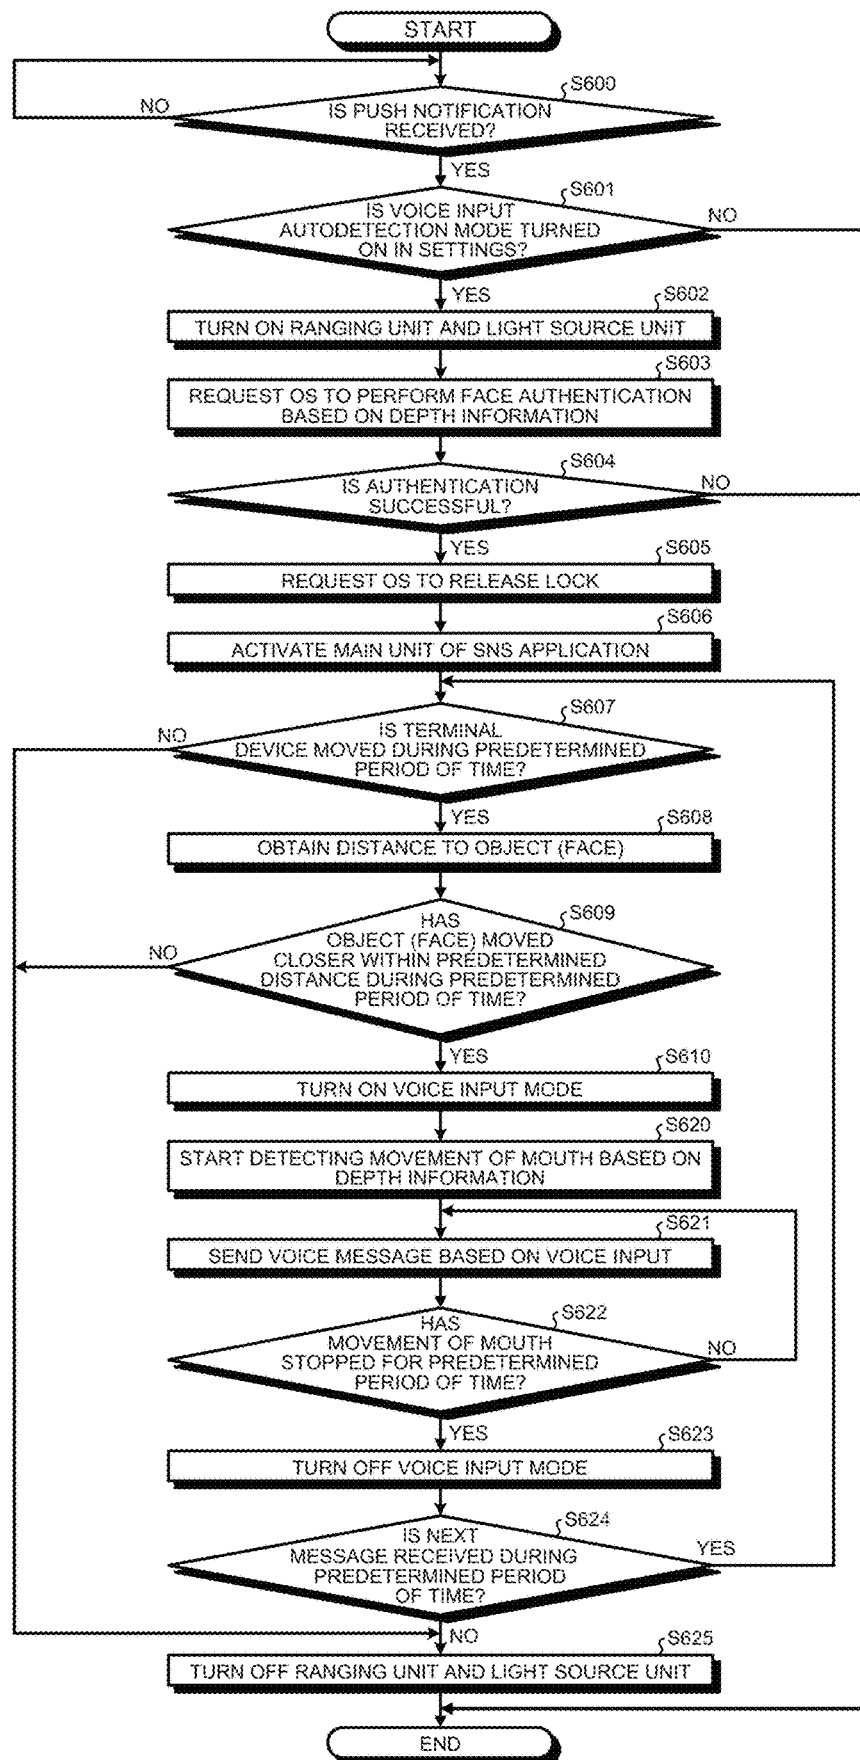 START
S600
NO
IS PUSH NOTIFICATION
RECEIVED?
YES
S601
NO
IS VOICE INPUT
AUTODETECTION MODE TURNED
ON IN SETTINGS?
YES
S602
TURN ON RANGING UNIT AND LIGHT SOURCE UNIT
S603
REQUEST OS TO PERFORM FACE AUTHENTICATION
BASED ON DEPTH INFORMATION
S604
NO
IS AUTHENTICATION
SUCCESSFUL?
YES
S605
REQUEST OS TO RELEASE LOCK
S606
ACTIVATE MAIN UNIT OF SNS APPLICATION
S607
NO
IS TERMINAL
DEVICE MOVED DURING PREDETERMINED
PERIOD OF TIME?
YES
S608
OBTAIN DISTANCE TO OBJECT (FACE)
S609
NO
HAS
OBJECT (FACE) MOVED
CLOSER WITHIN PREDETERMINED
DISTANCE DURING PREDETERMINED
PERIOD OF TIME?
YES
S610
TURN ON VOICE INPUT MODE
S620
START DETECTING MOVEMENT OF MOUTH BASED ON
DEPTH INFORMATION
S621
SEND VOICE MESSAGE BASED ON VOICE INPUT
S622
HAS
MOVEMENT OF MOUTH
STOPPED FOR PREDETERMINED
PERIOD OF TIME?
NO
YES
S623
TURN OFF VOICE INPUT MODE
S624
IS NEXT
MESSAGE RECEIVED DURING
PREDETERMINED PERIOD
OF TIME?
YES
NO
S625
TURN OFF RANGING UNIT AND LIGHT SOURCE UNIT
END